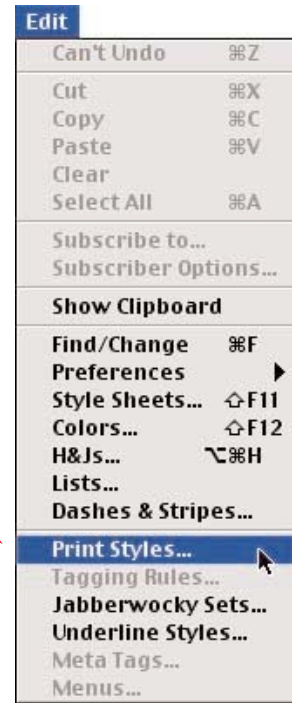 Edit
Can't Undo ⌘Z
Cut ⌘X
Copy ⌘C
Paste ⌘V
Clear
Select All ⌘A
Subscribe to...
Subscriber Options...
Show Clipboard
Find/Change ⌘F
Preferences ▶
Style Sheets... ⇧F11
Colors... ⇧F12
H&Js... ⌥⌘H
Lists...
Dashes & Stripes...
Print Styles...
Tagging Rules...
Jabberwocky Sets...
Underline Styles...
Meta Tags...
Menus...